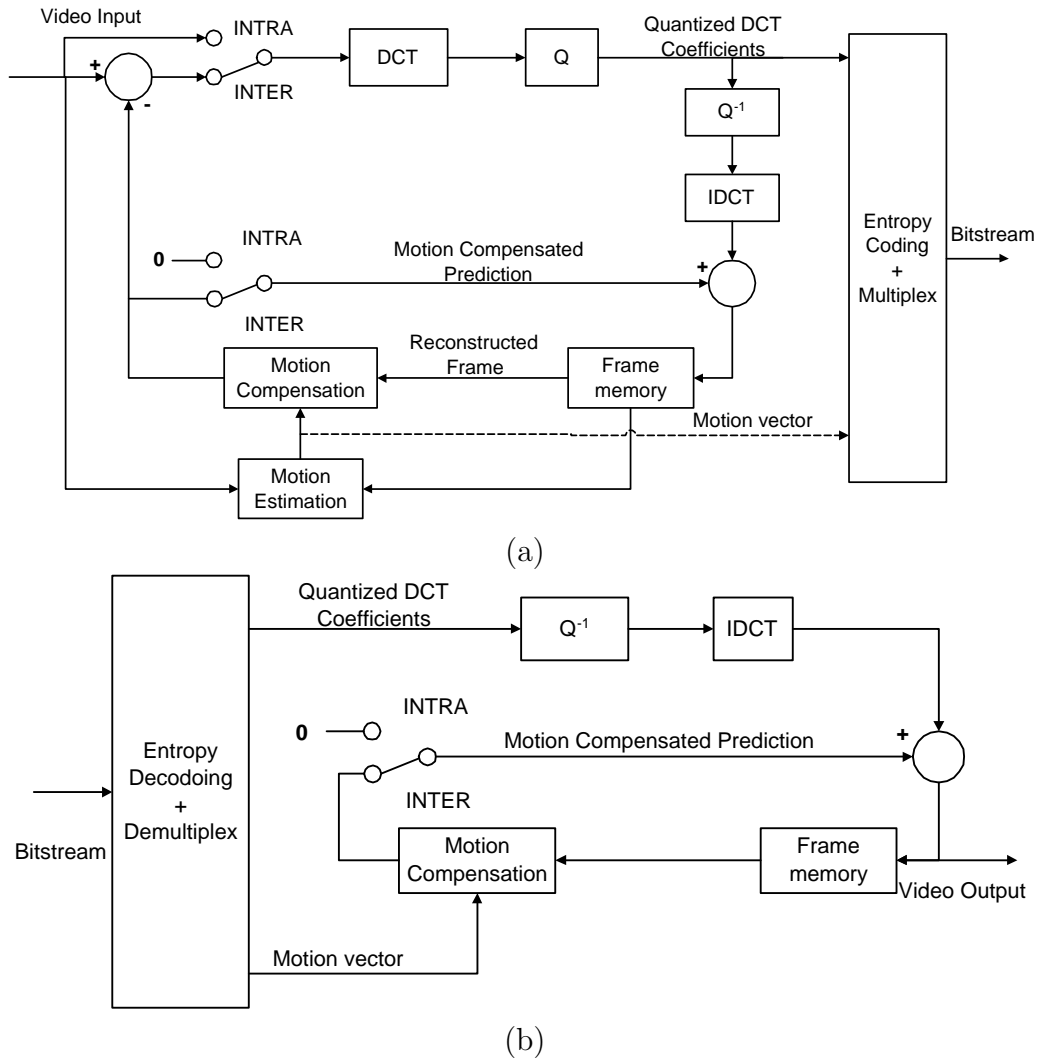 Video Input
INTRA
+
-
INTER
DCT
Q
Quantized DCT
Coefficients
Q-1
IDCT
Entropy
Coding
+
Multiplex
Bitstream
0
INTRA
INTER
Motion Compensated
Prediction
+
Motion
Compensation
Reconstructed
Frame
Frame
memory
Motion vector
Motion
Estimation
(a)
Entropy
Decodoing
+
Demultiplex
Bitstream
Quantized DCT
Coefficients
Q-1
IDCT
0
INTRA
INTER
Motion Compensated Prediction
+
Motion
Compensation
Frame
memory
Video Output
Motion vector
(b)